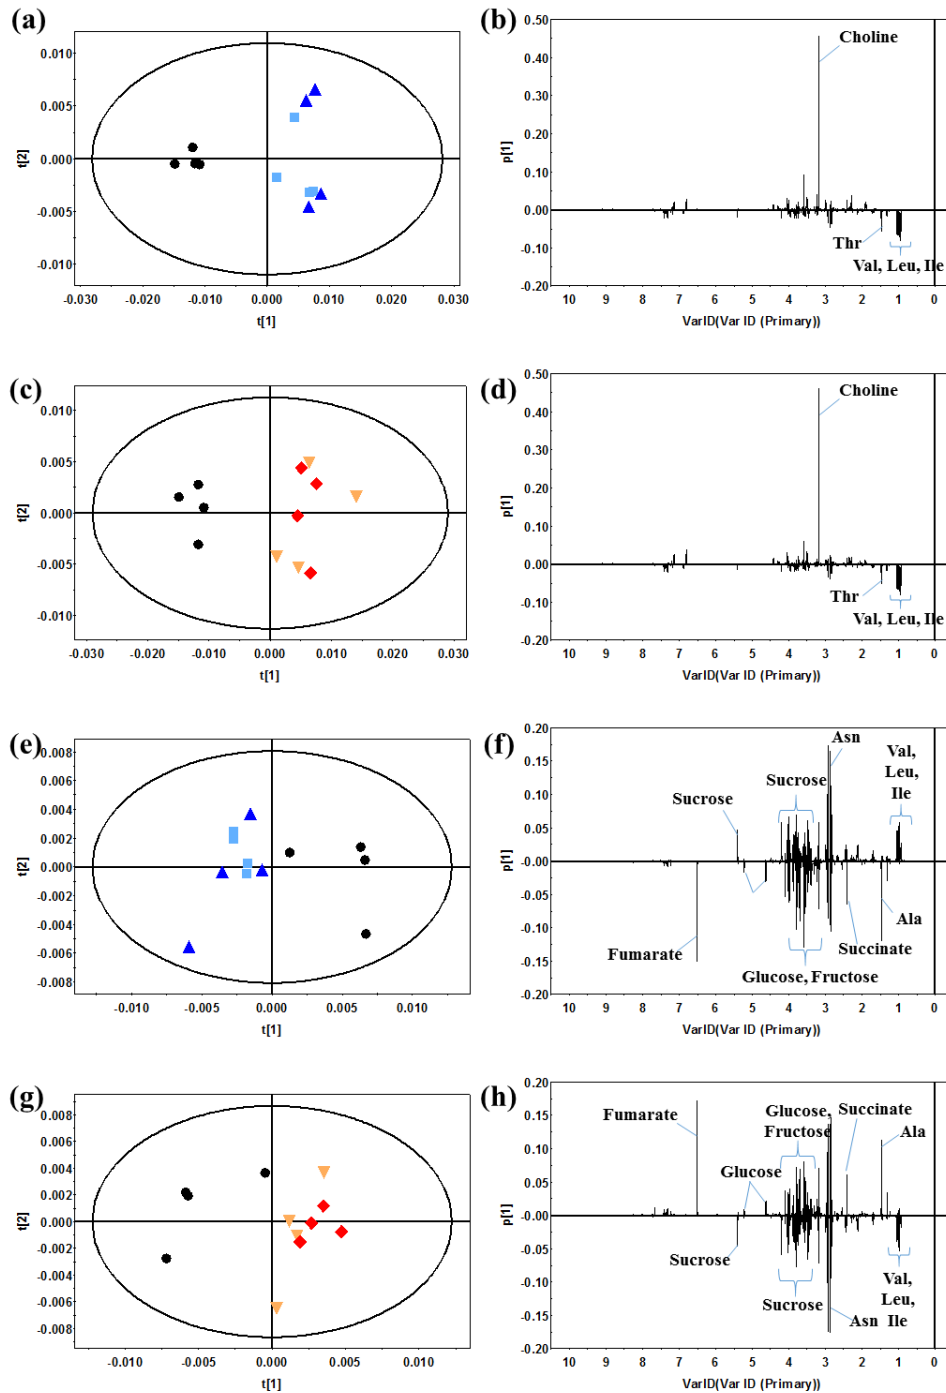 (a)
0.010
0.005
0.000
-0.005
-0.010
t[2]
-0.030 -0.020 -0.010 0.000 0.010 0.020 0.030
t[1]
(b)
0.50
0.40
0.30
0.20
0.10
0.00
-0.10
-0.20
p[1]
Choline
Thr
Val, Leu, Ile
10 9 8 7 6 5 4 3 2 1 0
VarID(Var ID (Primary))
(c)
0.010
0.005
0.000
-0.005
-0.010
t[2]
-0.030 -0.020 -0.010 0.000 0.010 0.020 0.030
t[1]
(d)
0.50
0.40
0.30
0.20
0.10
0.00
-0.10
-0.20
p[1]
Choline
Thr
Val, Leu, Ile
10 9 8 7 6 5 4 3 2 1 0
VarID(Var ID (Primary))
(e)
0.008
0.006
0.004
0.002
0.000
-0.002
-0.004
-0.006
-0.008
t[2]
-0.010 -0.005 0.000 0.005 0.010
t[1]
(f)
0.20
0.15
0.10
0.05
0.00
-0.05
-0.10
-0.15
-0.20
p[1]
Asn
Val,
Leu,
Ile
Sucrose
Sucrose
Ala
Succinate
Fumarate
Glucose, Fructose
10 9 8 7 6 5 4 3 2 1 0
VarID(Var ID (Primary))
(g)
0.008
0.006
0.004
0.002
0.000
-0.002
-0.004
-0.006
-0.008
t[2]
-0.010 -0.005 0.000 0.005 0.010
t[1]
(h)
0.20
0.15
0.10
0.05
0.00
-0.05
-0.10
-0.15
-0.20
p[1]
Fumarate
Glucose,
Fructose
Succinate
Ala
Glucose
Sucrose
Sucrose
Asn
Val,
Leu,
Ile
10 9 8 7 6 5 4 3 2 1 0
VarID(Var ID (Primary))